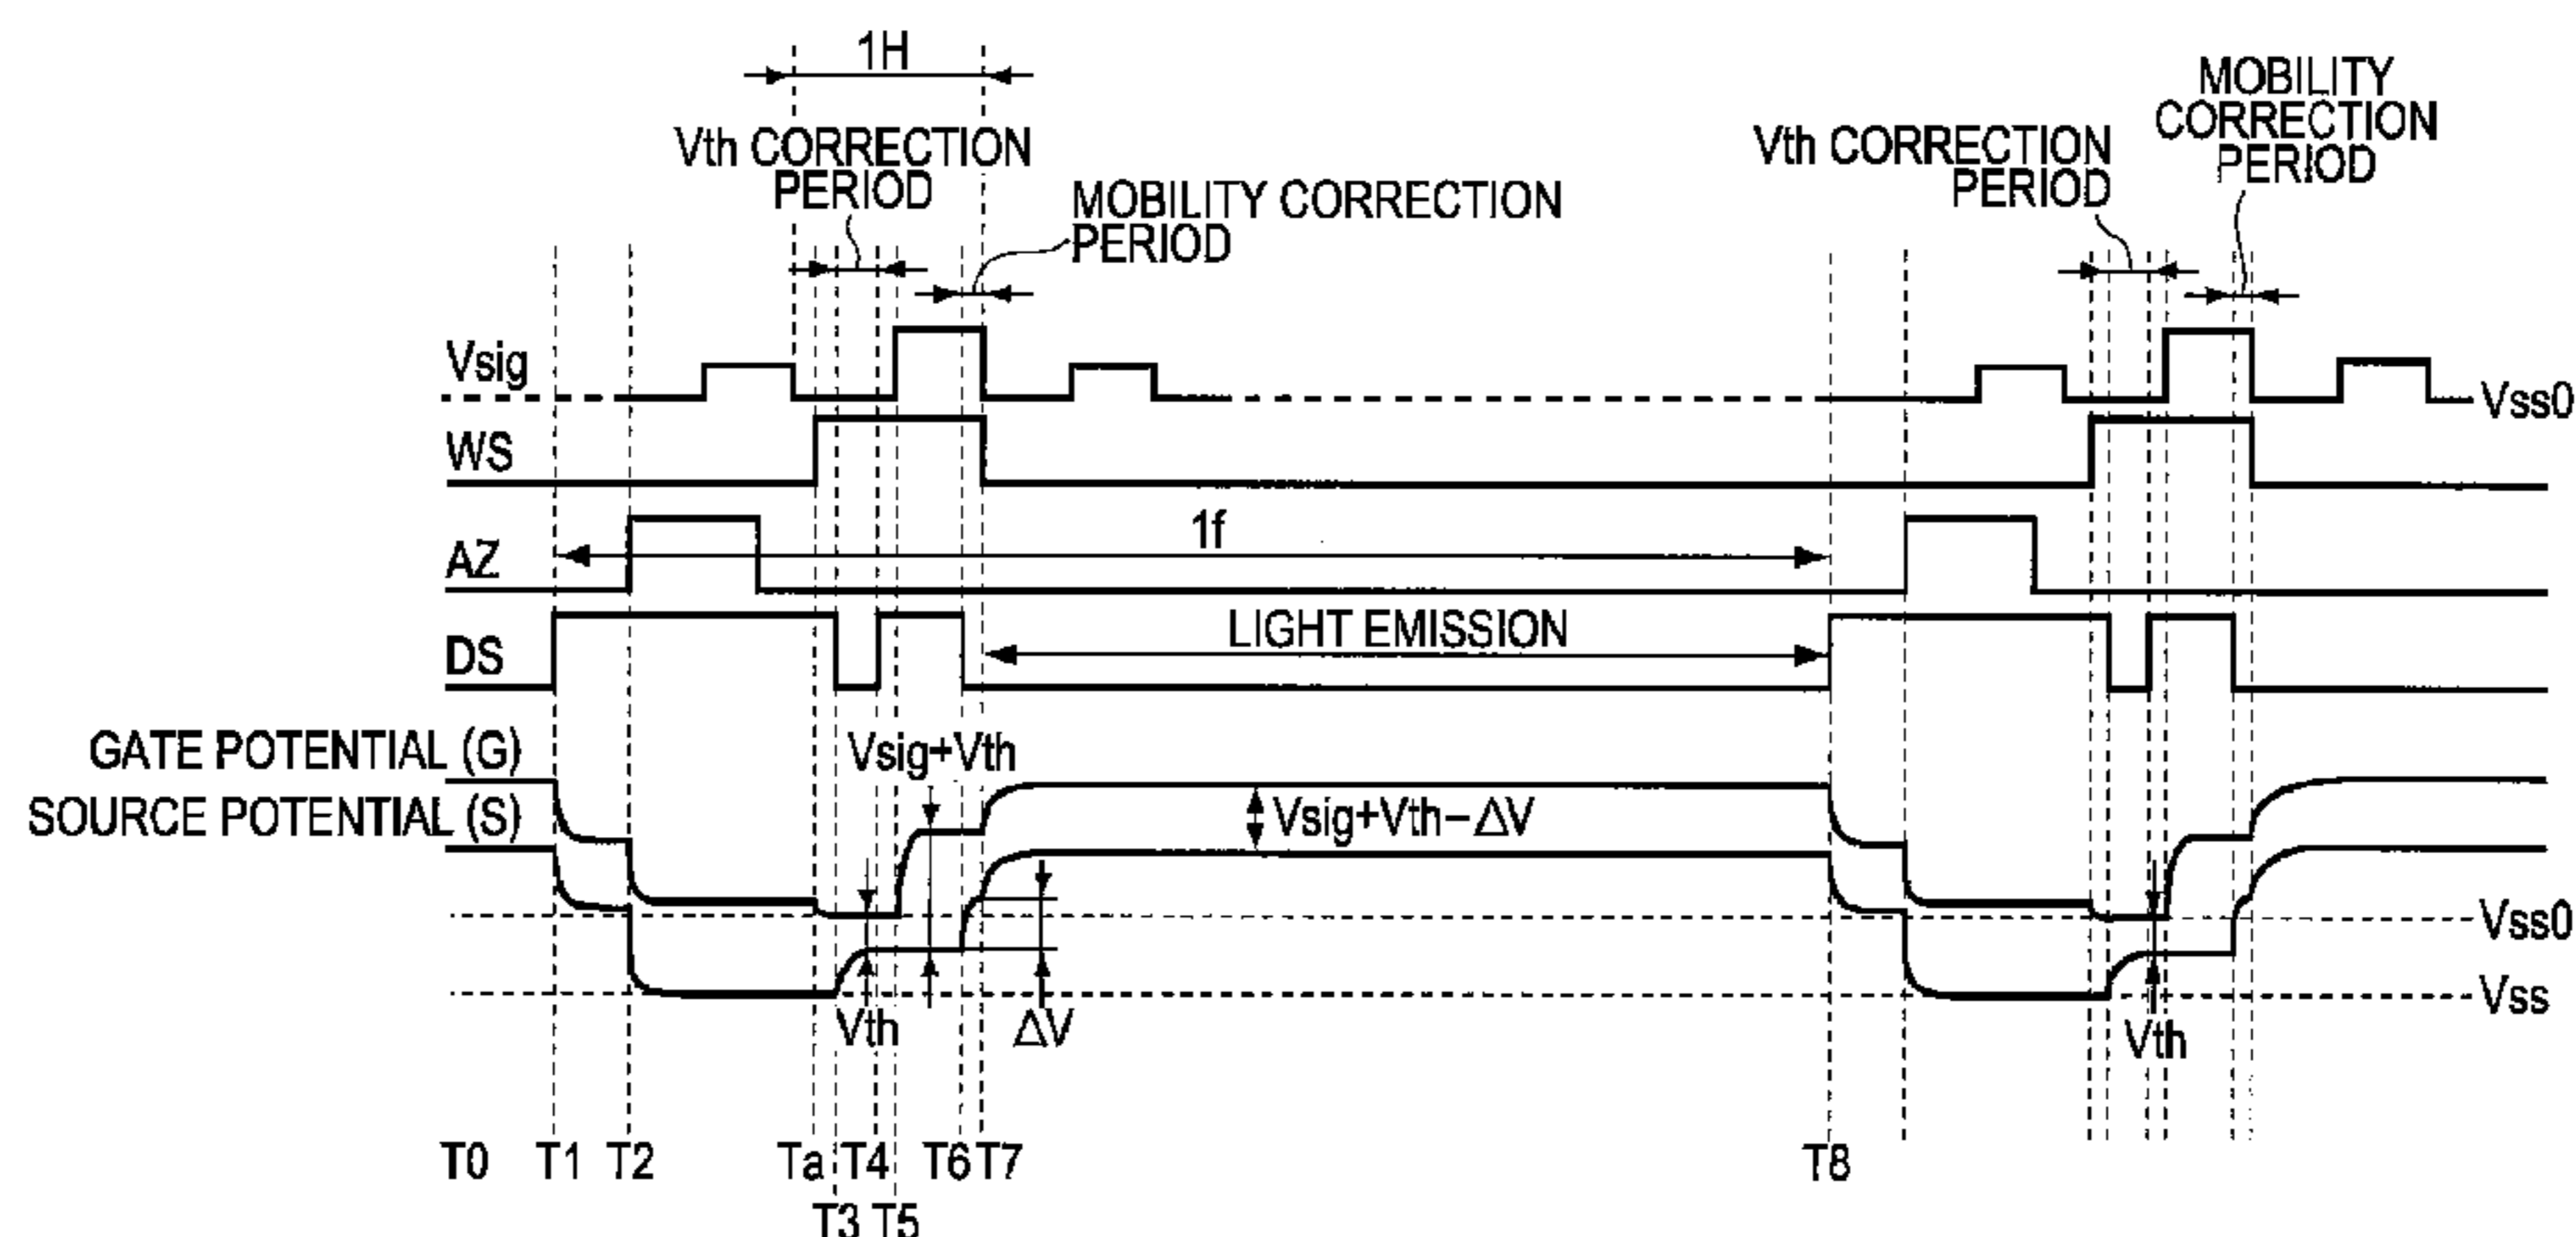 1H
Vth CORRECTION
PERIOD
MOBILITY CORRECTION
PERIOD
Vth CORRECTION
PERIOD
MOBILITY
CORRECTION
PERIOD
Vsig
Vss0
WS
AZ
1f
DS
LIGHT EMISSION
GATE POTENTIAL (G)
SOURCE POTENTIAL (S)
Vsig+Vth
Vsig+Vth−ΔV
Vss0
Vss
Vth
ΔV
Vth
T0
T1
T2
Ta
T4
T6
T7
T8
T3
T5